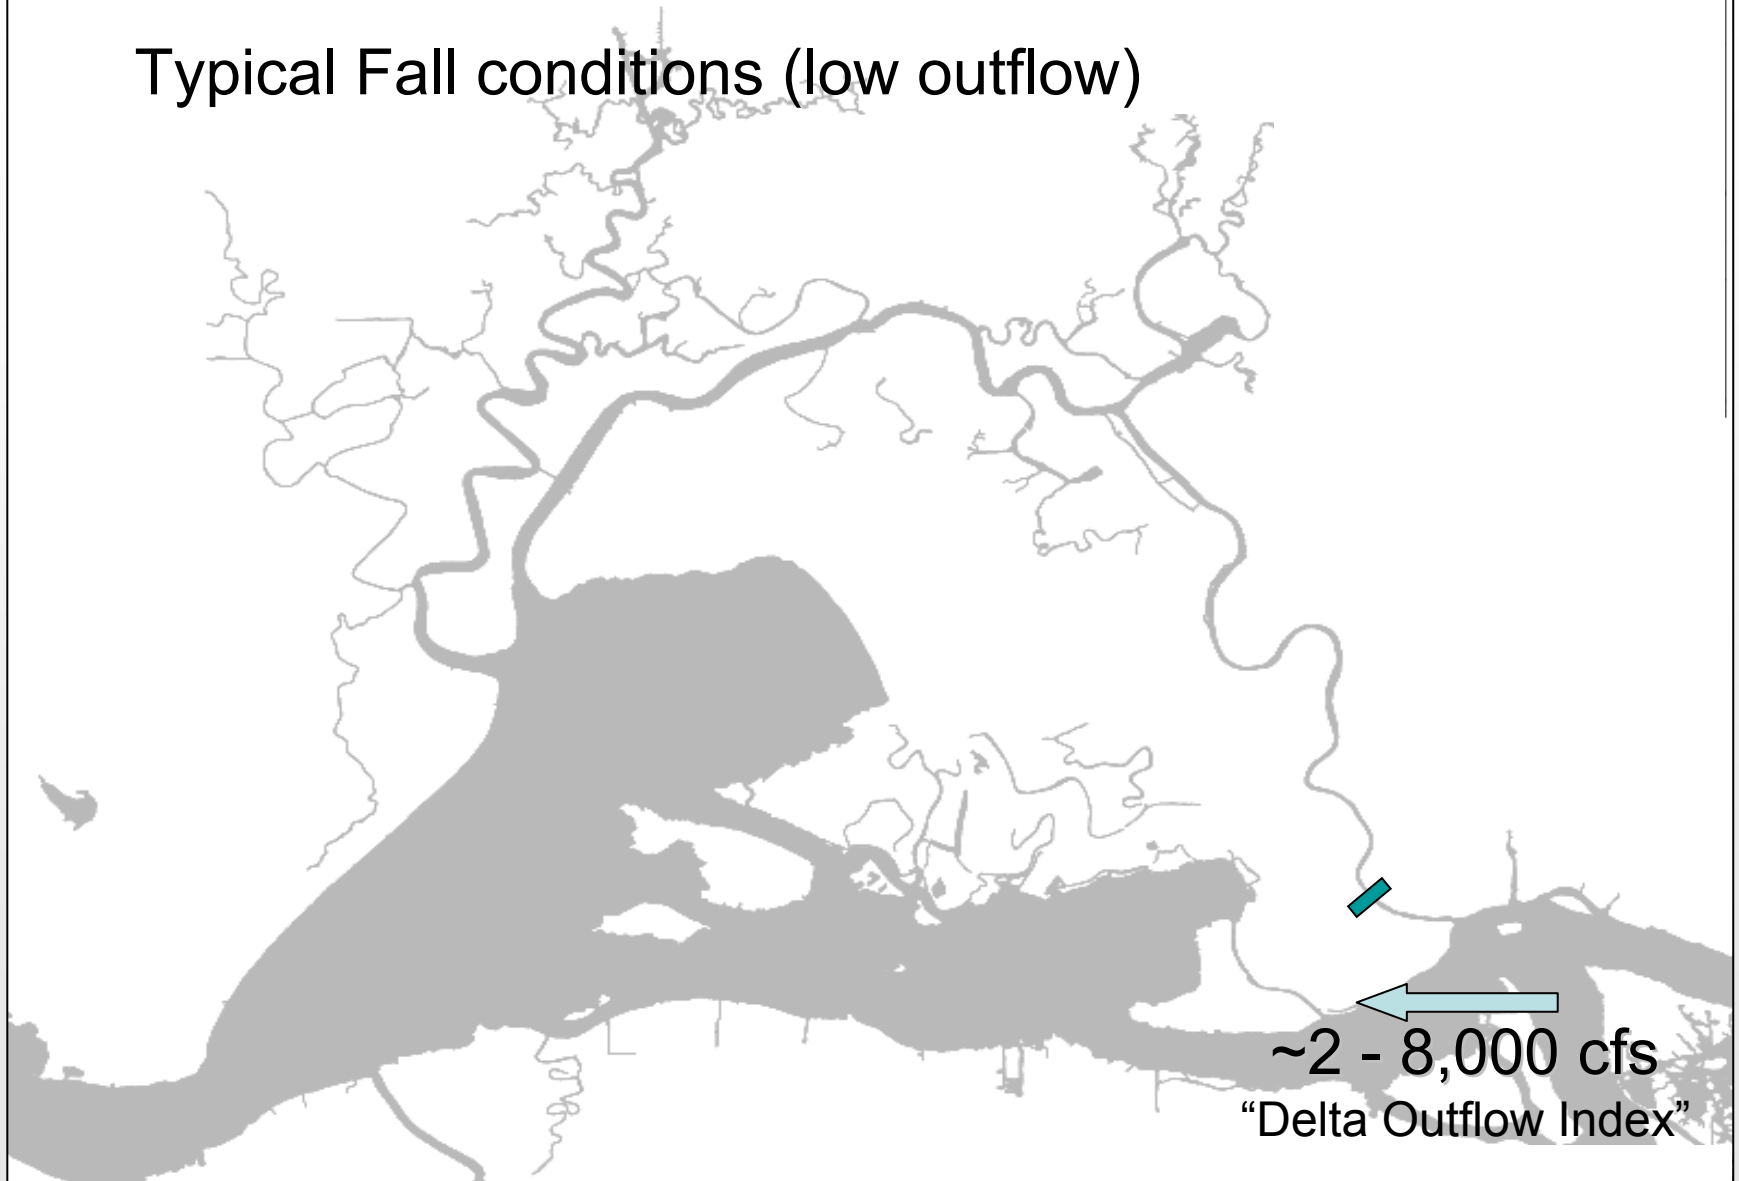 Typical Fall conditions (low outflow)
~2 - 8,000 cfs
“Delta Outflow Index”